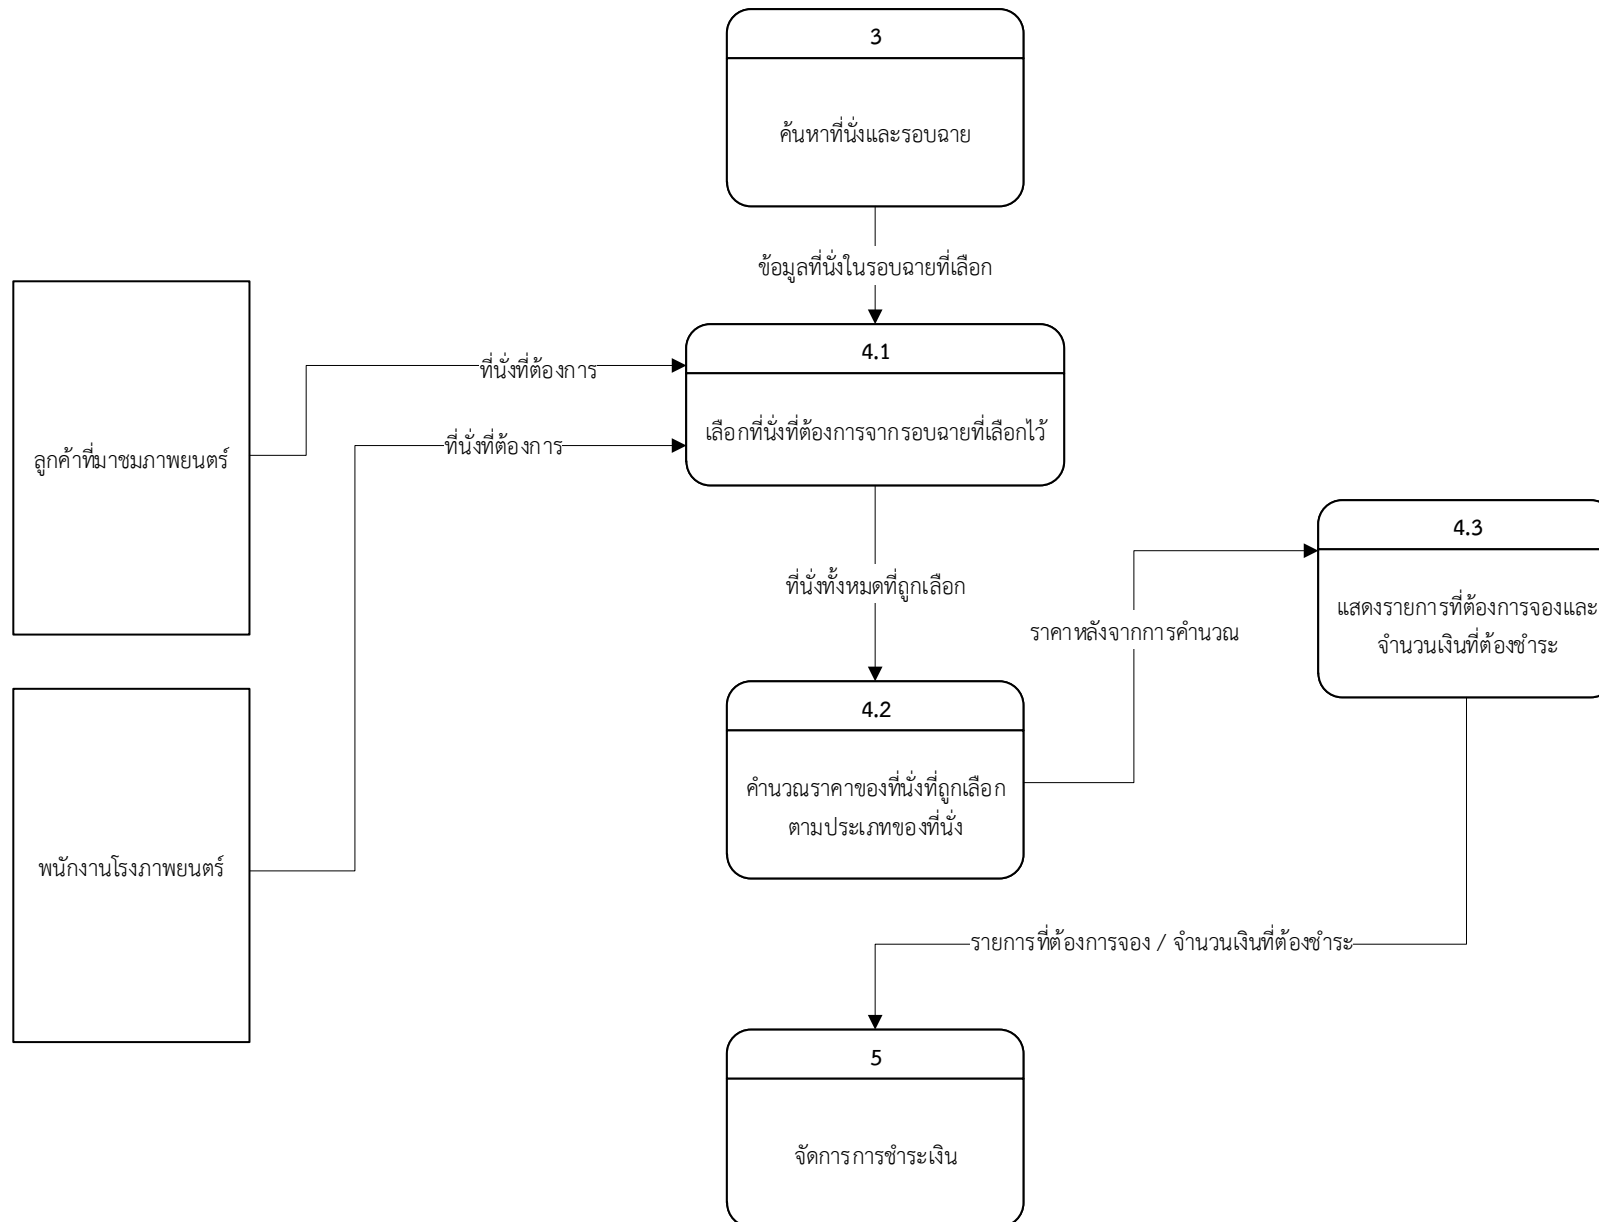 3
ค้นหาที่นั่งและรอบฉาย
ข้อมูลที่นั่งในรอบฉายที่เลือก
4.1
เลือกที่นั่งที่ต้องการจากรอบฉายที่เลือกไว้
ที่นั่งที่ต้องการ
ที่นั่งที่ต้องการ
ลูกค้าที่มาชมภาพยนตร์
4.3
แสดงรายการที่ต้องการจองและ
จำนวนเงินที่ต้องชำระ
ที่นั่งทั้งหมดที่ถูกเลือก
ราคาหลังจากการคำนวณ
4.2
คำนวณราคาของที่นั่งที่ถูกเลือก
ตามประเภทของที่นั่ง
พนักงานโรงภาพยนตร์
รายการที่ต้องการจอง / จำนวนเงินที่ต้องชำระ
5
จัดการการชำระเงิน